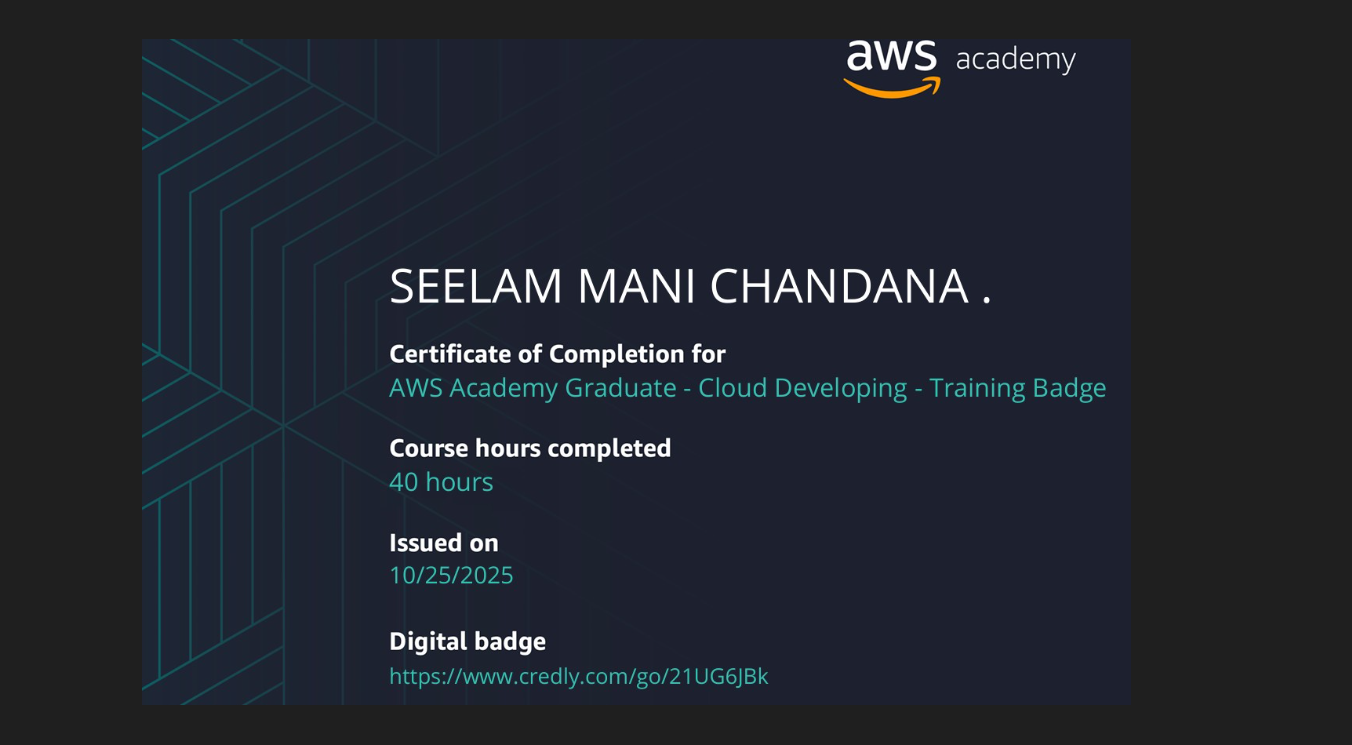 aws academy
SEELAM MANI CHANDANA .
Certificate of Completion for
AWS Academy Graduate - Cloud Developing - Training Badge
Course hours completed
40 hours
Issued on
10/25/2025
Digital badge
https://www.credly.com/go/21UG6JBk